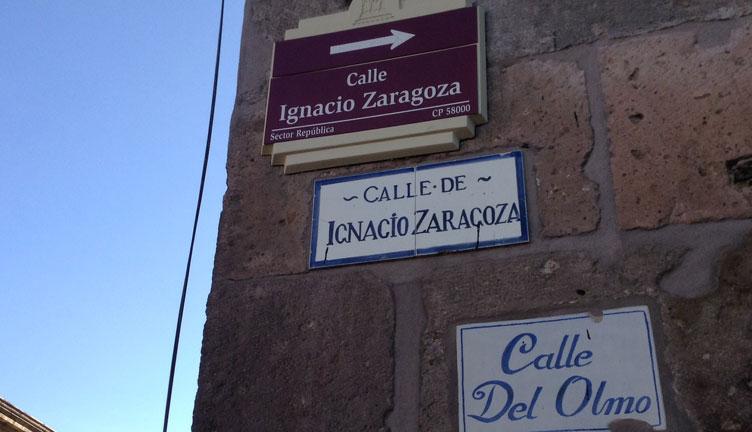 Calle
Ignacio Zaragoza
Sector República CP 58000
~ CALLE·DE ~
IGNACIO ZARAGOZA
Calle
Del Olmo